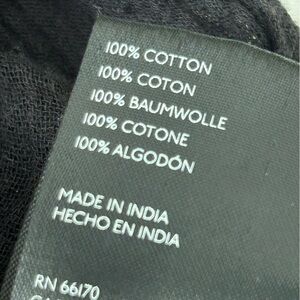 100% COTTON
100% COTON
100% BAUMWOLLE
100% COTONE
100% ALGODÓN
MADE IN INDIA
HECHO EN INDIA
RN 66170